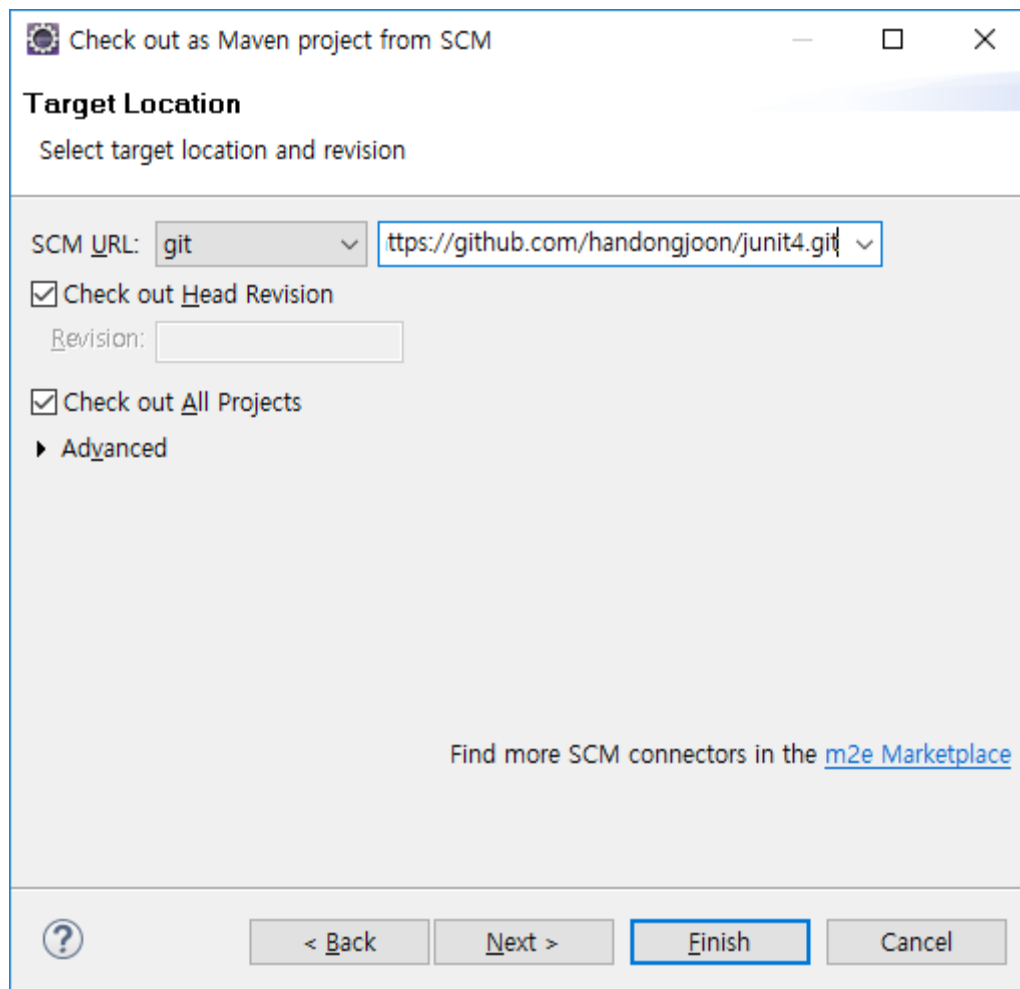 Check out as Maven project from SCM
Target Location
Select target location and revision
SCM URL: git ttps://github.com/handongjoon/junit4.git
Check out Head Revision
Revision:
Check out All Projects
Advanced
Find more SCM connectors in the m2e Marketplace
? < Back Next > Finish Cancel